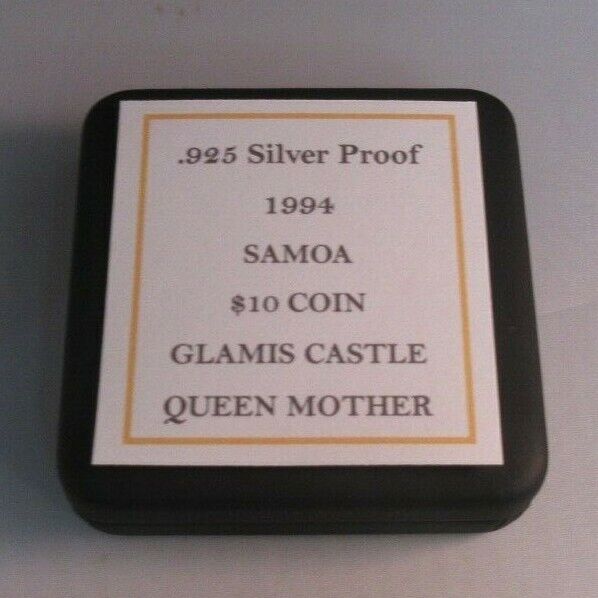 .925 Silver Proof
1994
SAMOA
$10 COIN
GLAMIS CASTLE
QUEEN MOTHER